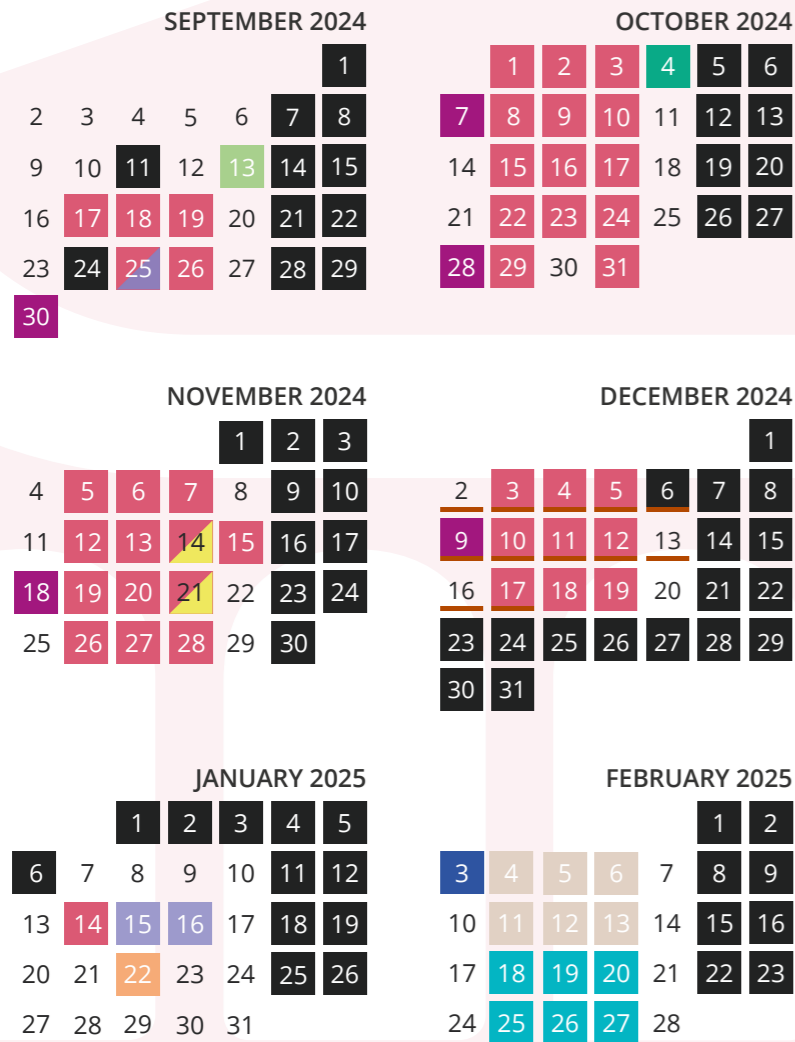 SEPTEMBER 2024
1
2 3 4 5 6 7 8
9 10 11 12 13 14 15
16 17 18 19 20 21 22
23 24 25 26 27 28 29
30
OCTOBER 2024
1 2 3 4 5 6
7 8 9 10 11 12 13
14 15 16 17 18 19 20
21 22 23 24 25 26 27
28 29 30 31
NOVEMBER 2024
1 2 3
4 5 6 7 8 9 10
11 12 13 14 15 16 17
18 19 20 21 22 23 24
25 26 27 28 29 30
DECEMBER 2024
1
2 3 4 5 6 7 8
9 10 11 12 13 14 15
16 17 18 19 20 21 22
23 24 25 26 27 28 29
30 31
JANUARY 2025
1 2 3 4 5
6 7 8 9 10 11 12
13 14 15 16 17 18 19
20 21 22 23 24 25 26
27 28 29 30 31
FEBRUARY 2025
1 2
3 4 5 6 7 8 9
10 11 12 13 14 15 16
17 18 19 20 21 22 23
24 25 26 27 28